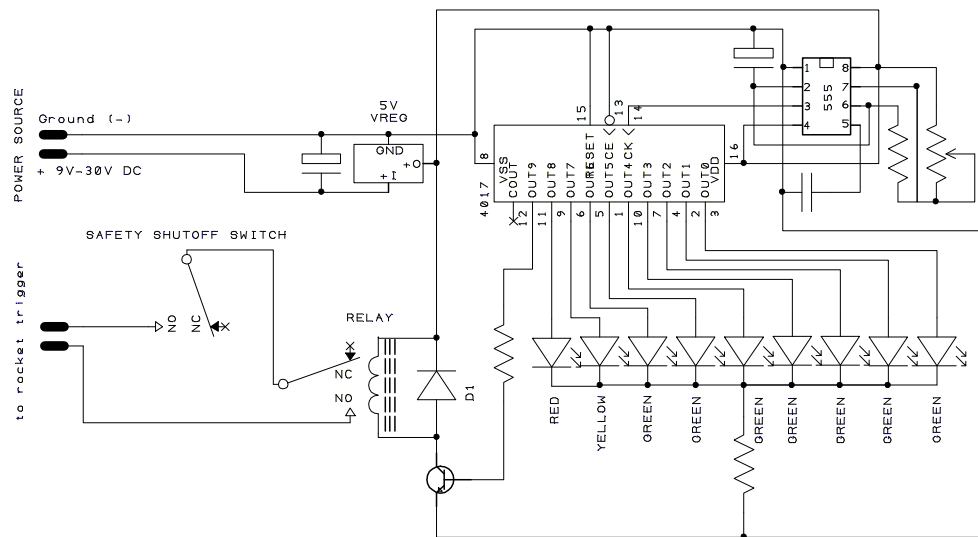 POWER SOURCE
Ground (-)
+ 9V-30V DC
5V
VREG
GND
+I
+O
SAFETY SHUTOFF SWITCH
NO
NC
to rocket trigger
RELAY
NC
NO
D1
4017
8
15
13
14
16
VSS
COUT
OUT9
OUT8
OUT7
OUT6
RESET
OUT5
CE
OUT4
CK
OUT3
OUT2
OUT1
OUT0
VDD
12
11
9
6
5
1
10
7
4
2
3
555
1
2
3
4
8
7
6
5
RED
YELLOW
GREEN
GREEN
GREEN
GREEN
GREEN
GREEN
GREEN